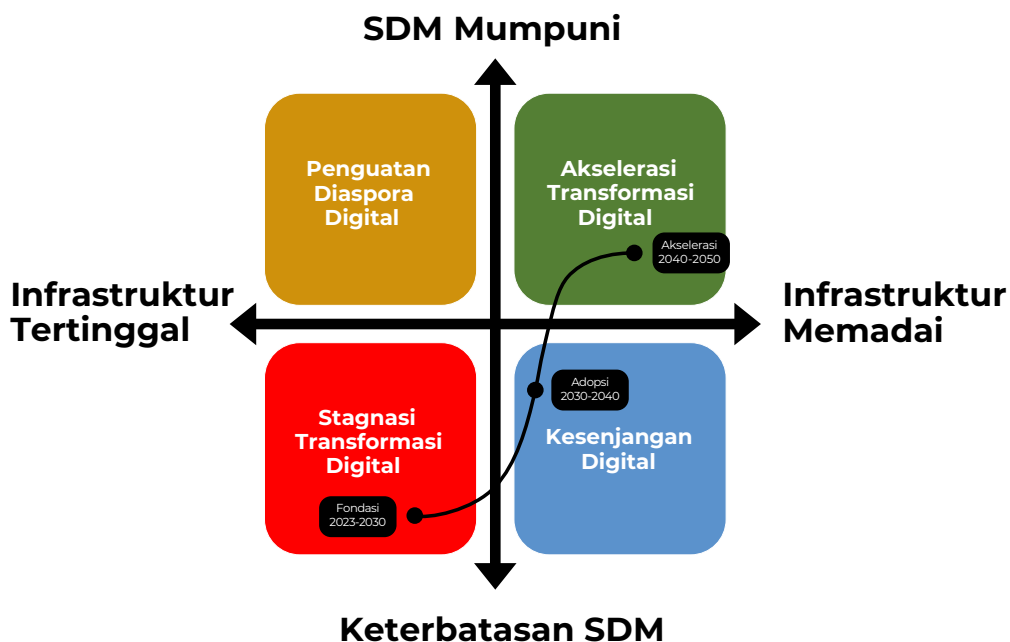 SDM Mumpuni
Penguatan
Diaspora
Digital
Akselerasi
Transformasi
Digital
Akselerasi
2040-2050
Infrastruktur
Tertinggal
Infrastruktur
Memadai
Stagnasi
Transformasi
Digital
Adopsi
2030-2040
Kesenjangan
Digital
Fondasi
2023-2030
Keterbatasan SDM